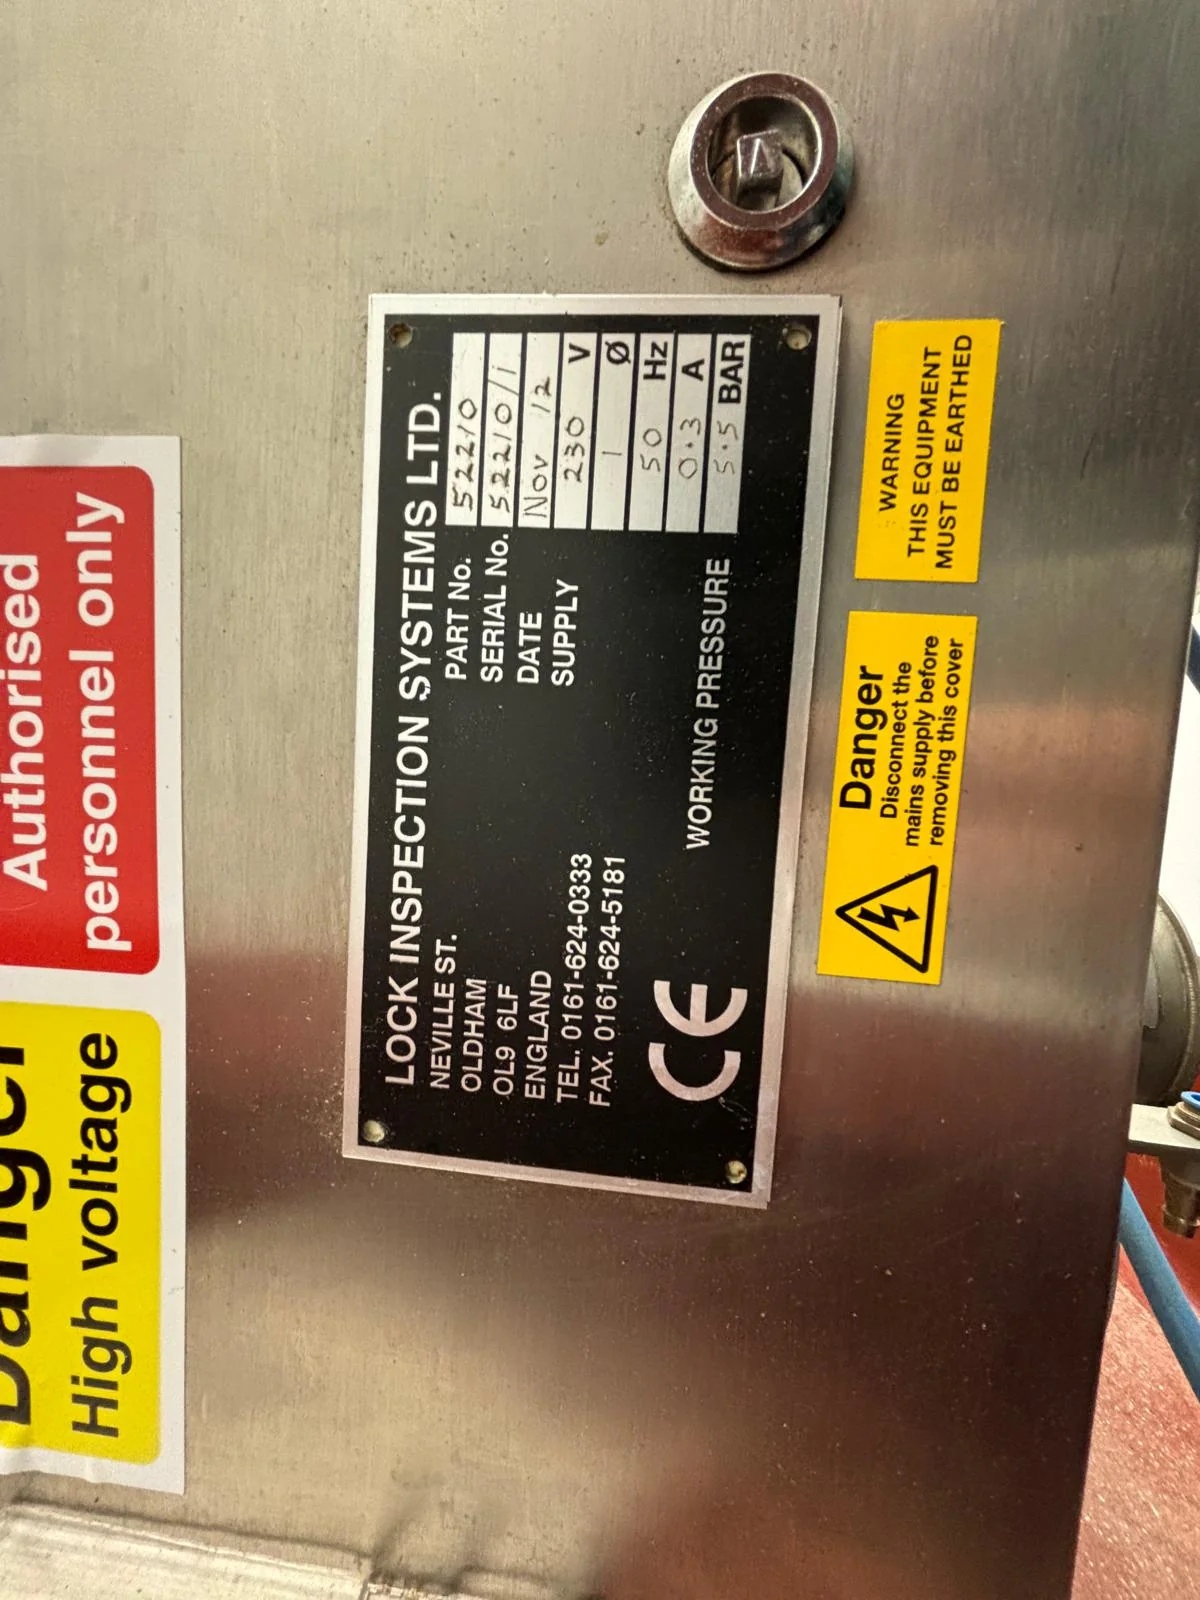 Authorised
personnel only
Danger
High voltage
LOCK INSPECTION SYSTEMS LTD.
NEVILLE ST.
OLDHAM
OL9 6LF
ENGLAND
TEL. 0161-624-0333
FAX. 0161-624-5181
PART No. 52210
SERIAL No. 52210/1
DATE Nov 12
SUPPLY 230 V
1 Ø
50 Hz
0.3 A
WORKING PRESSURE 5.5 BAR
CE
Danger
Disconnect the
mains supply before
removing this cover
WARNING
THIS EQUIPMENT
MUST BE EARTHED